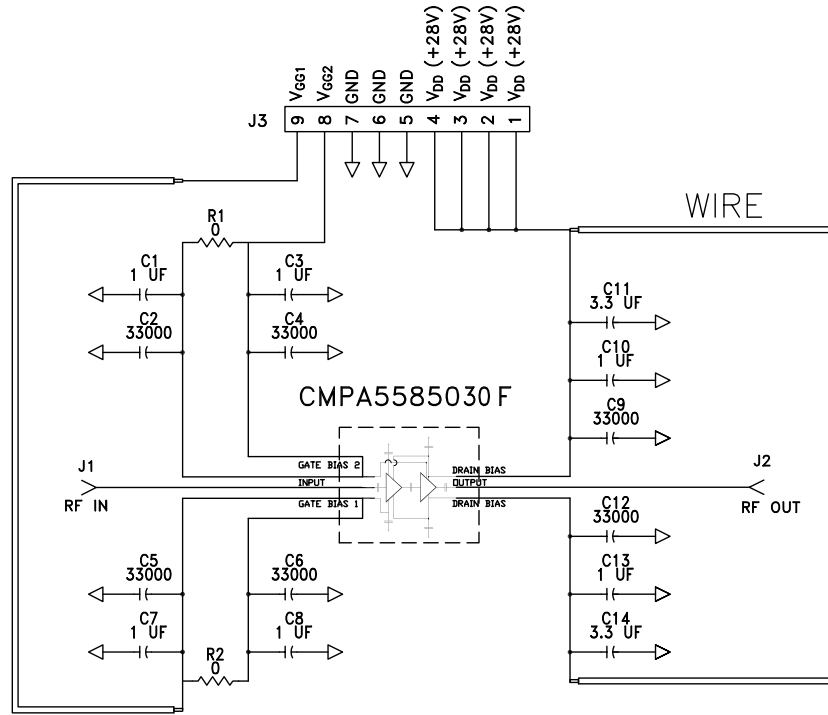 VGG1
VGG2
GND
GND
GND
VDD (+28V)
VDD (+28V)
VDD (+28V)
VDD (+28V)
J3
9 8 7 6 5 4 3 2 1
WIRE
R1
0
C1
1 UF
C3
1 UF
C2
33000
C4
33000
C11
3.3 UF
C10
1 UF
C9
33000
CMPA5585030F
GATE BIAS 2
DRAIN BIAS
J1
INPUT
OUTPUT
J2
RF IN
GATE BIAS 1
DRAIN BIAS
RF OUT
C12
33000
C5
33000
C6
33000
C13
1 UF
C7
1 UF
C8
1 UF
C14
3.3 UF
R2
0